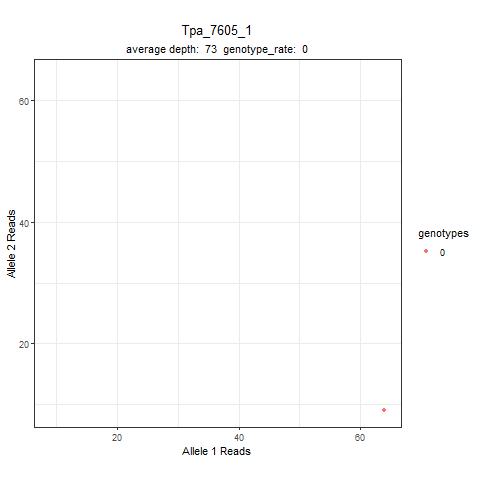 Tpa_7605_1
average depth:  73  genotype_rate:  0
60
40
20
Allele 2 Reads
20
40
60
Allele 1 Reads
genotypes
0